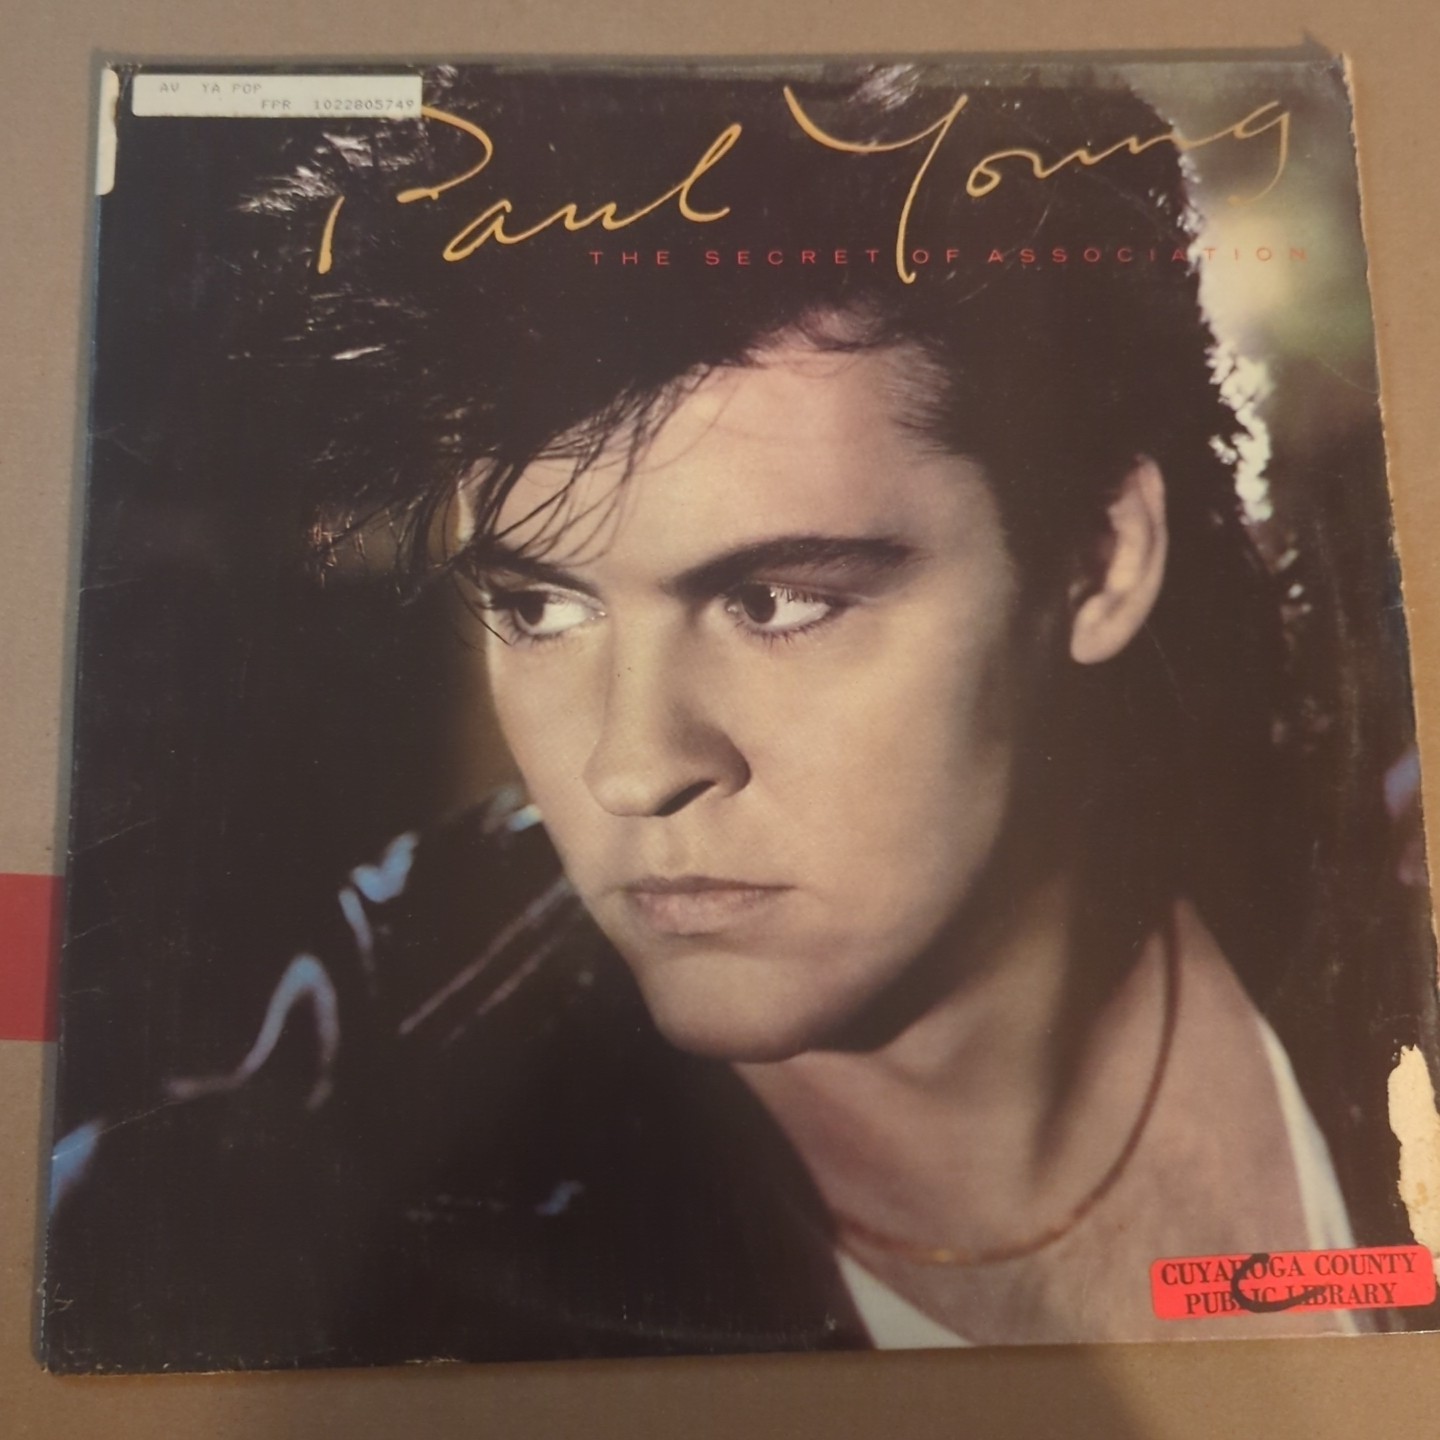 AV YA POP
FPR 1022805749
Paul Young
THE SECRET OF ASSOCIATION
CUYAHOGA COUNTY
PUBLIC LIBRARY